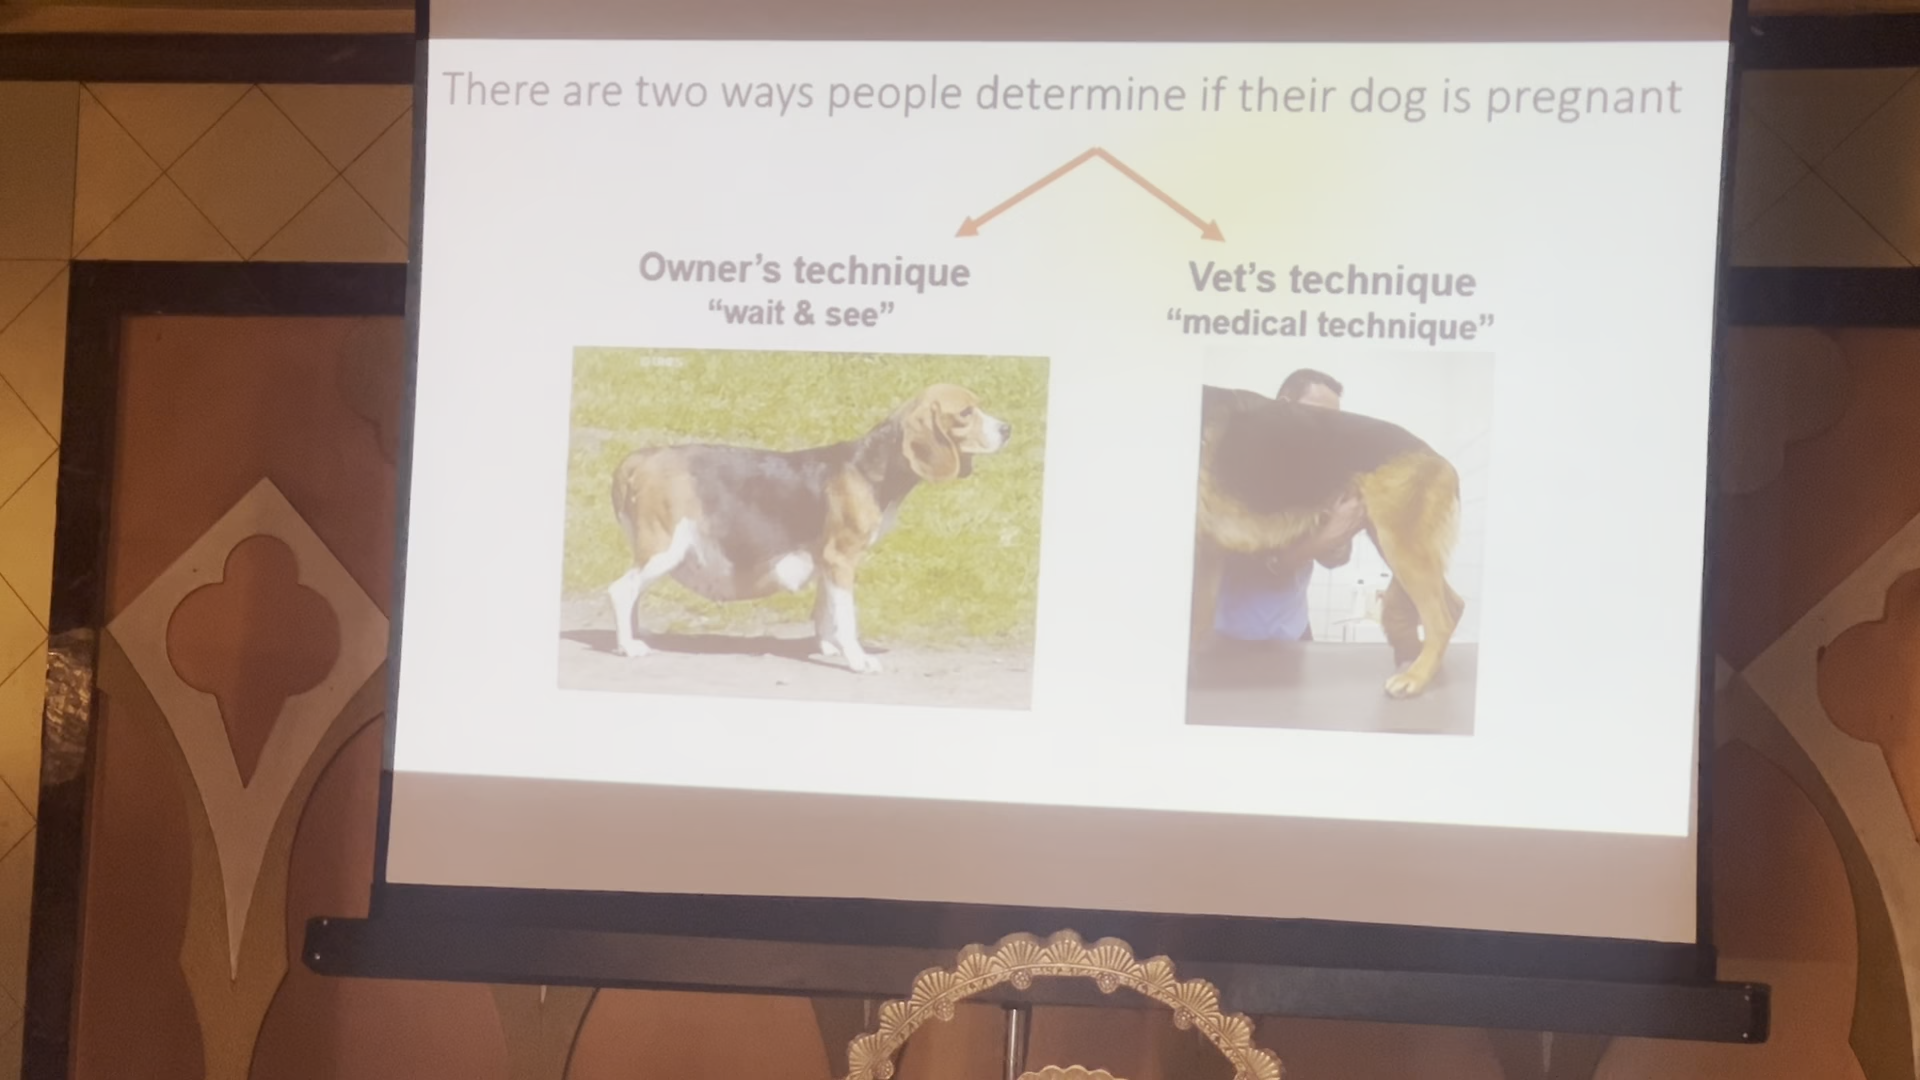 There are two ways people determine if their dog is pregnant
Owner's technique
“wait & see”
Vet's technique
“medical technique”